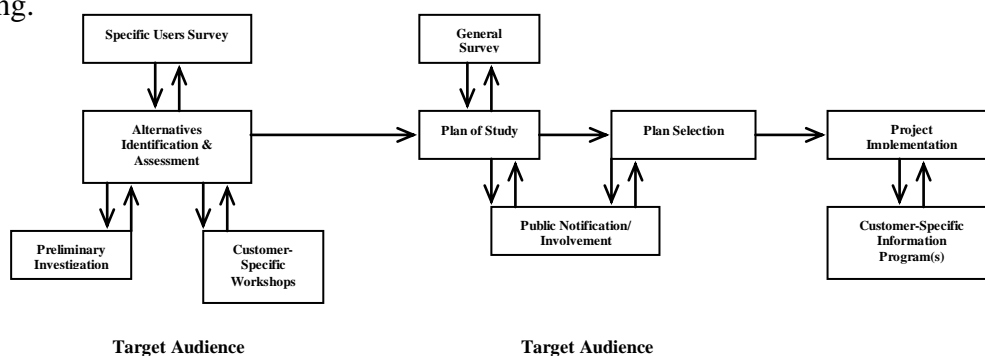 ng.
Specific Users Survey
General
Survey
Alternatives
Identification &
Assessment
Plan of Study
Plan Selection
Project
Implementation
Preliminary
Investigation
Customer-
Specific
Workshops
Public Notification/
Involvement
Customer-Specific
Information
Program(s)
Target Audience
Target Audience